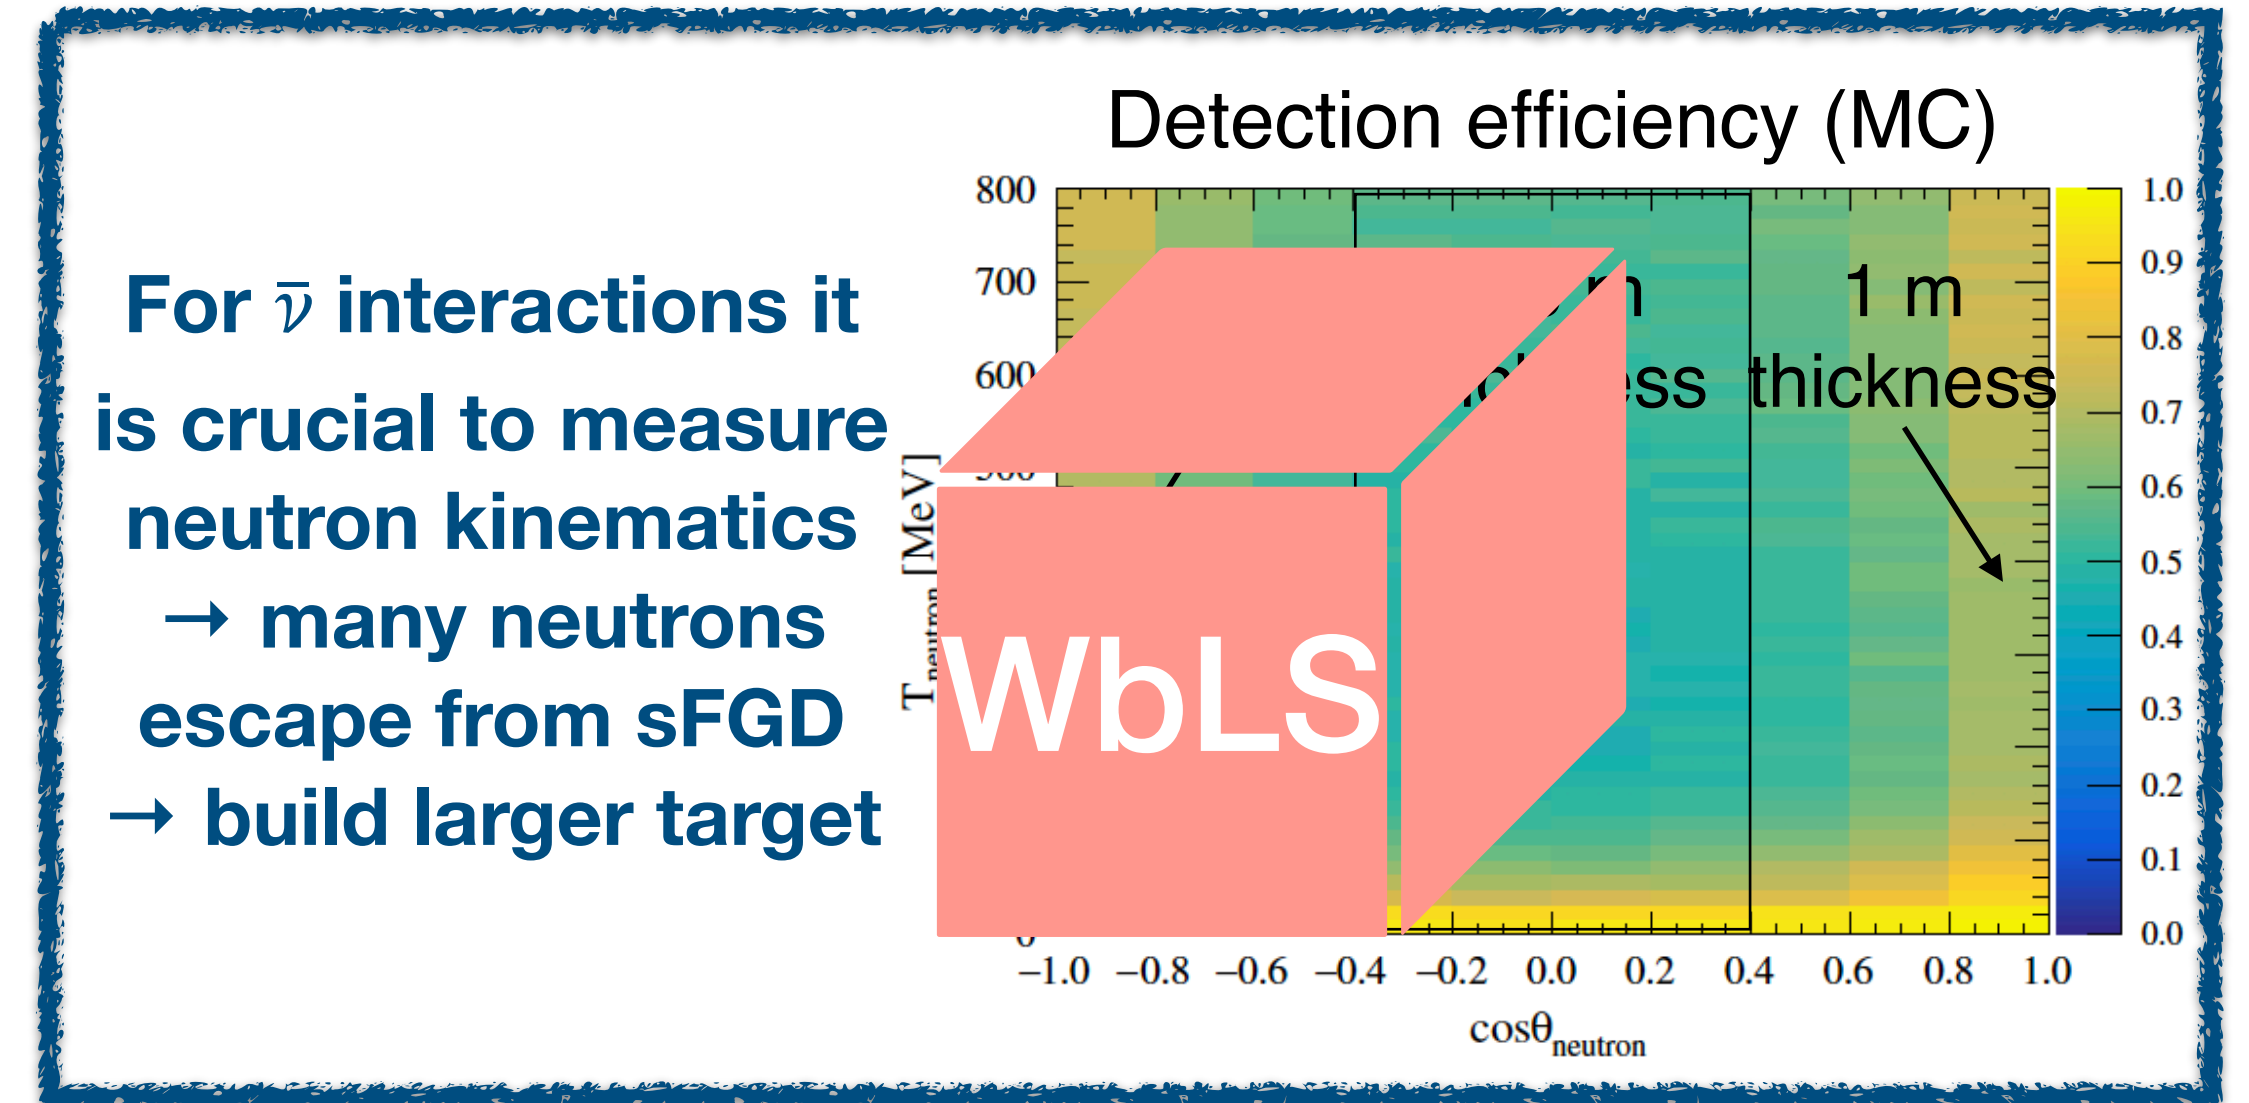 Detection efficiency (MC)
For ν̄ interactions it
is crucial to measure
neutron kinematics
→ many neutrons
escape from sFGD
→ build larger target
800
700
600
0
T_neutron [MeV]
1 m
thickness
WbLS
1.0
0.9
0.8
0.7
0.6
0.5
0.4
0.3
0.2
0.1
0.0
−1.0 −0.8 −0.6 −0.4 −0.2 0.0 0.2 0.4 0.6 0.8 1.0
cosθ_neutron